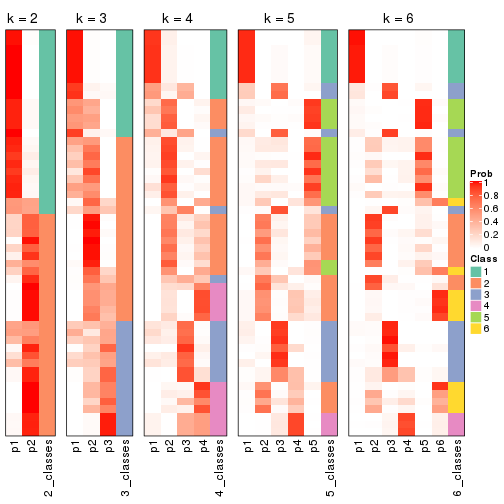 k = 2
k = 3
k = 4
k = 5
k = 6
p1
p2
2_classes
p1
p2
p3
3_classes
p1
p2
p3
p4
4_classes
p1
p2
p3
p4
p5
5_classes
p1
p2
p3
p4
p5
p6
6_classes
Prob
1
0.8
0.6
0.4
0.2
0
Class
1
2
3
4
5
6